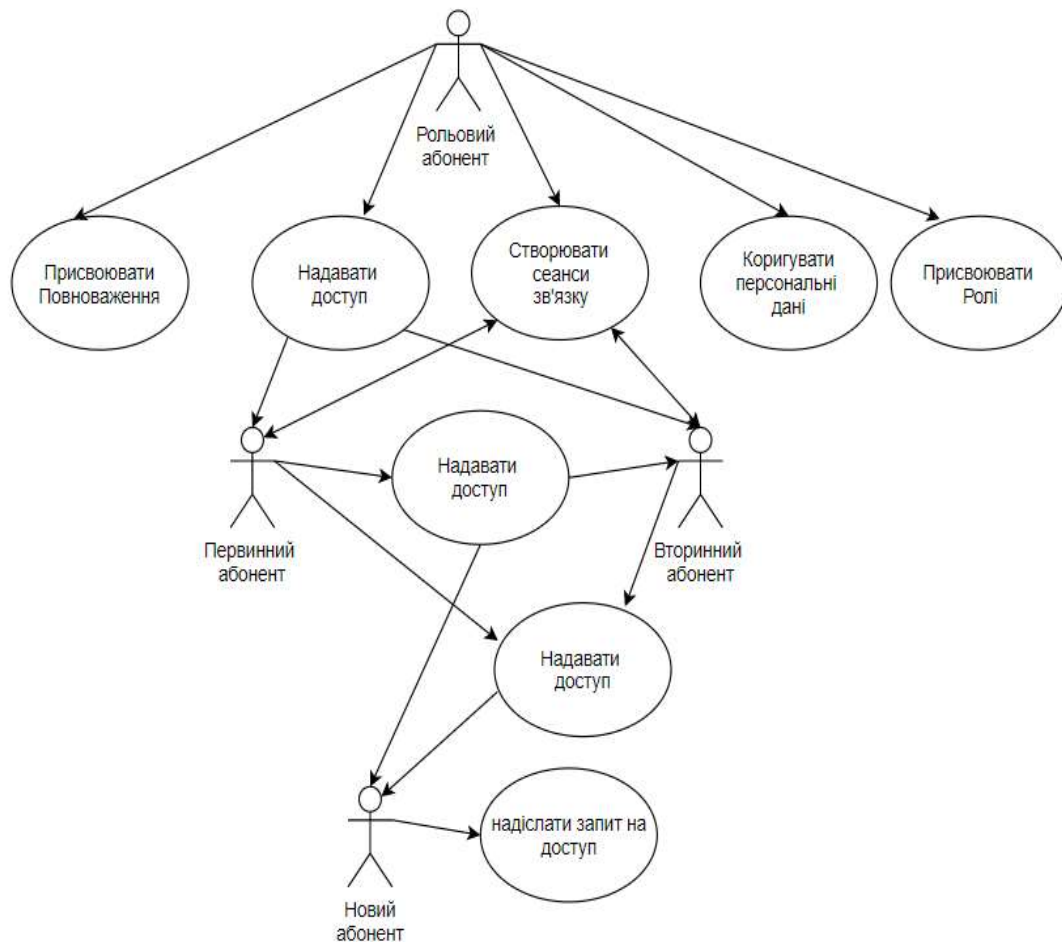 Рольовий
абонент
Присвоювати
Повноваження
Надавати
доступ
Створювати
сеанси
зв'язку
Коригувати
персональні
дані
Присвоювати
Ролі
Надавати
доступ
Первинний
абонент
Вторинний
абонент
Надавати
доступ
надіслати запит на
доступ
Новий
абонент